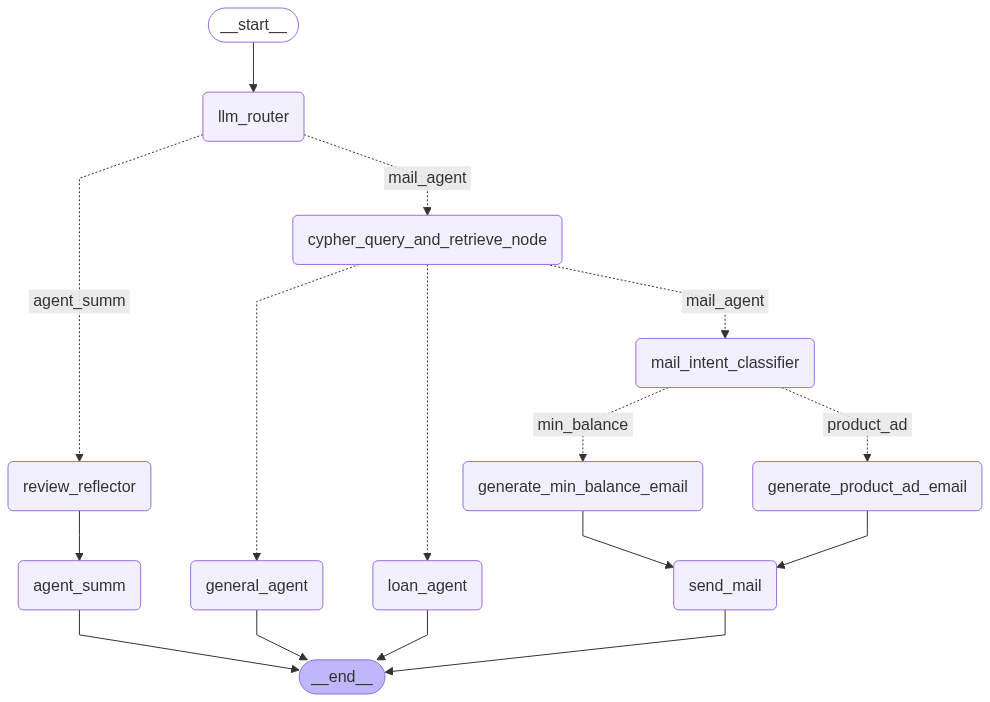 __start__
llm_router
mail_agent
cypher_query_and_retrieve_node
agent_summ
mail_agent
mail_intent_classifier
min_balance
product_ad
review_reflector
generate_min_balance_email
generate_product_ad_email
agent_summ
general_agent
loan_agent
send_mail
__end__